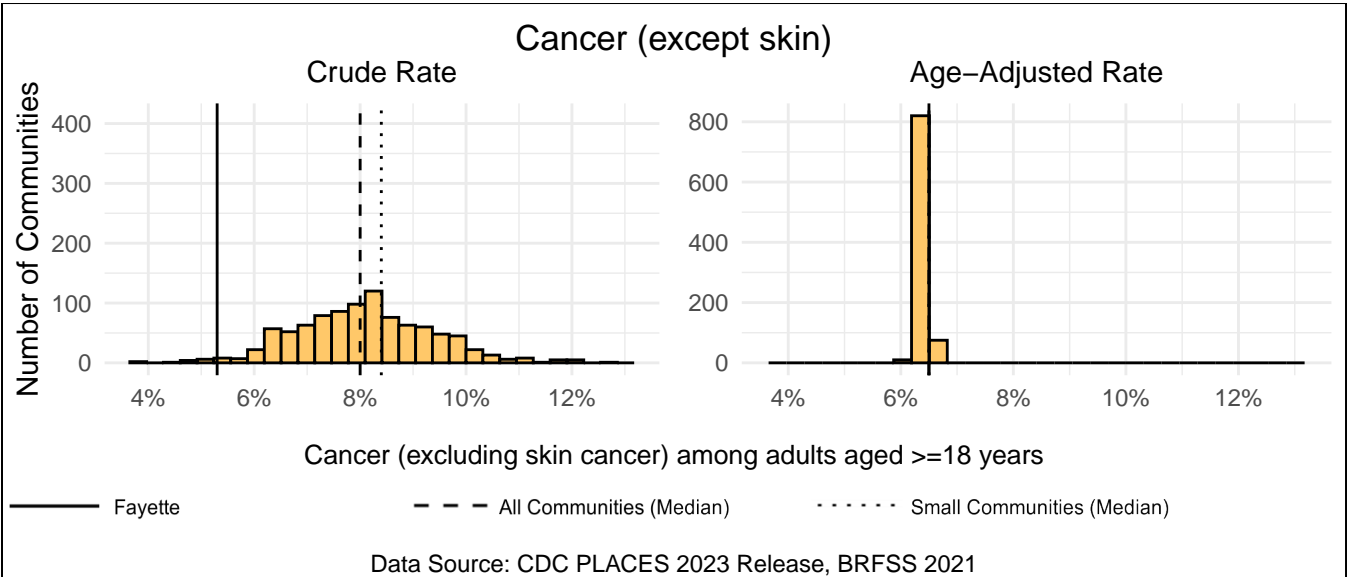 Cancer (except skin)
Crude Rate
Age−Adjusted Rate
Number of Communities
400
300
200
100
0
4%
6%
8%
10%
12%
800
600
400
200
0
4%
6%
8%
10%
12%
Cancer (excluding skin cancer) among adults aged >=18 years
Fayette
All Communities (Median)
Small Communities (Median)
Data Source: CDC PLACES 2023 Release, BRFSS 2021